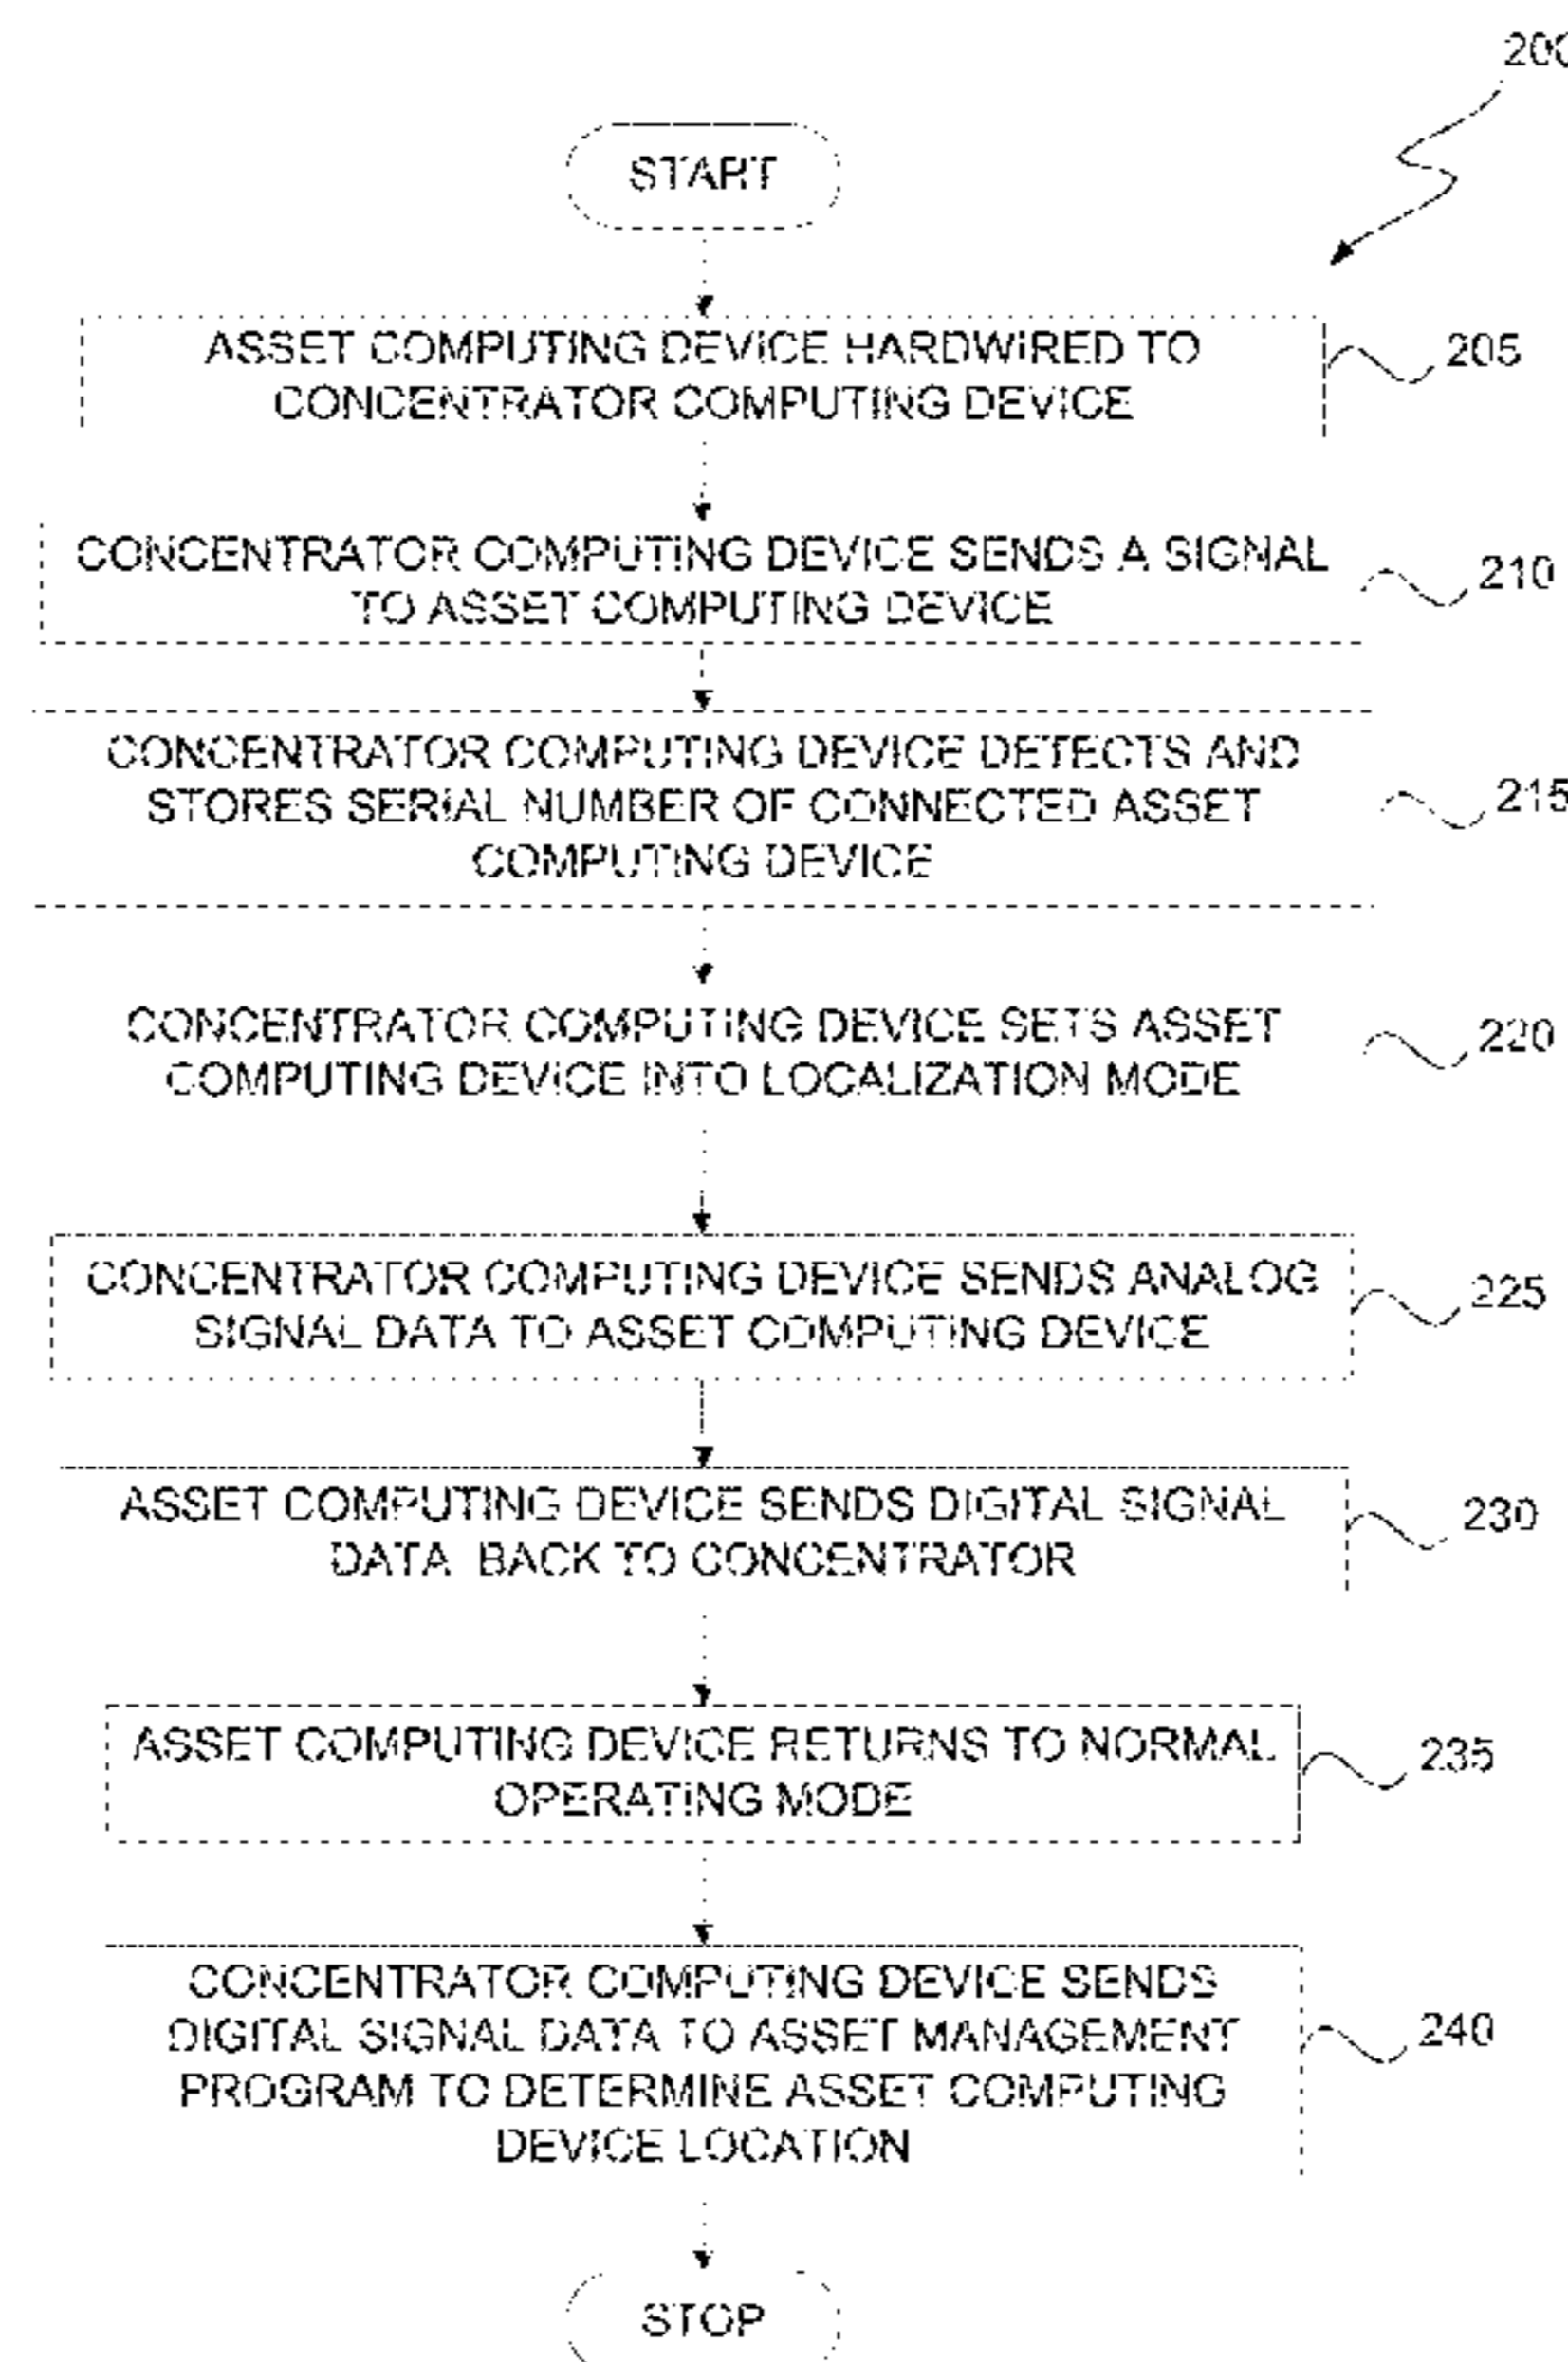 200
START
ASSET COMPUTING DEVICE HARDWIRED TO
CONCENTRATOR COMPUTING DEVICE
205
CONCENTRATOR COMPUTING DEVICE SENDS A SIGNAL
TO ASSET COMPUTING DEVICE
210
CONCENTRATOR COMPUTING DEVICE DETECTS AND
STORES SERIAL NUMBER OF CONNECTED ASSET
COMPUTING DEVICE
215
CONCENTRATOR COMPUTING DEVICE SETS ASSET
COMPUTING DEVICE INTO LOCALIZATION MODE
220
CONCENTRATOR COMPUTING DEVICE SENDS ANALOG
SIGNAL DATA TO ASSET COMPUTING DEVICE
225
ASSET COMPUTING DEVICE SENDS DIGITAL SIGNAL
DATA BACK TO CONCENTRATOR
230
ASSET COMPUTING DEVICE RETURNS TO NORMAL
OPERATING MODE
235
CONCENTRATOR COMPUTING DEVICE SENDS
DIGITAL SIGNAL DATA TO ASSET MANAGEMENT
PROGRAM TO DETERMINE ASSET COMPUTING
DEVICE LOCATION
240
STOP